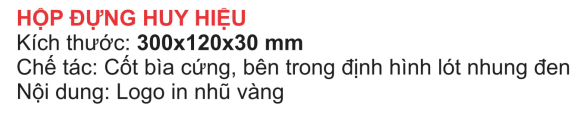 HỘP ĐỰNG HUY HIỆU
Kích thước: 300x120x30 mm
Chế tác: Cốt bìa cứng, bên trong định hình lót nhung đen
Nội dung: Logo in nhũ vàng